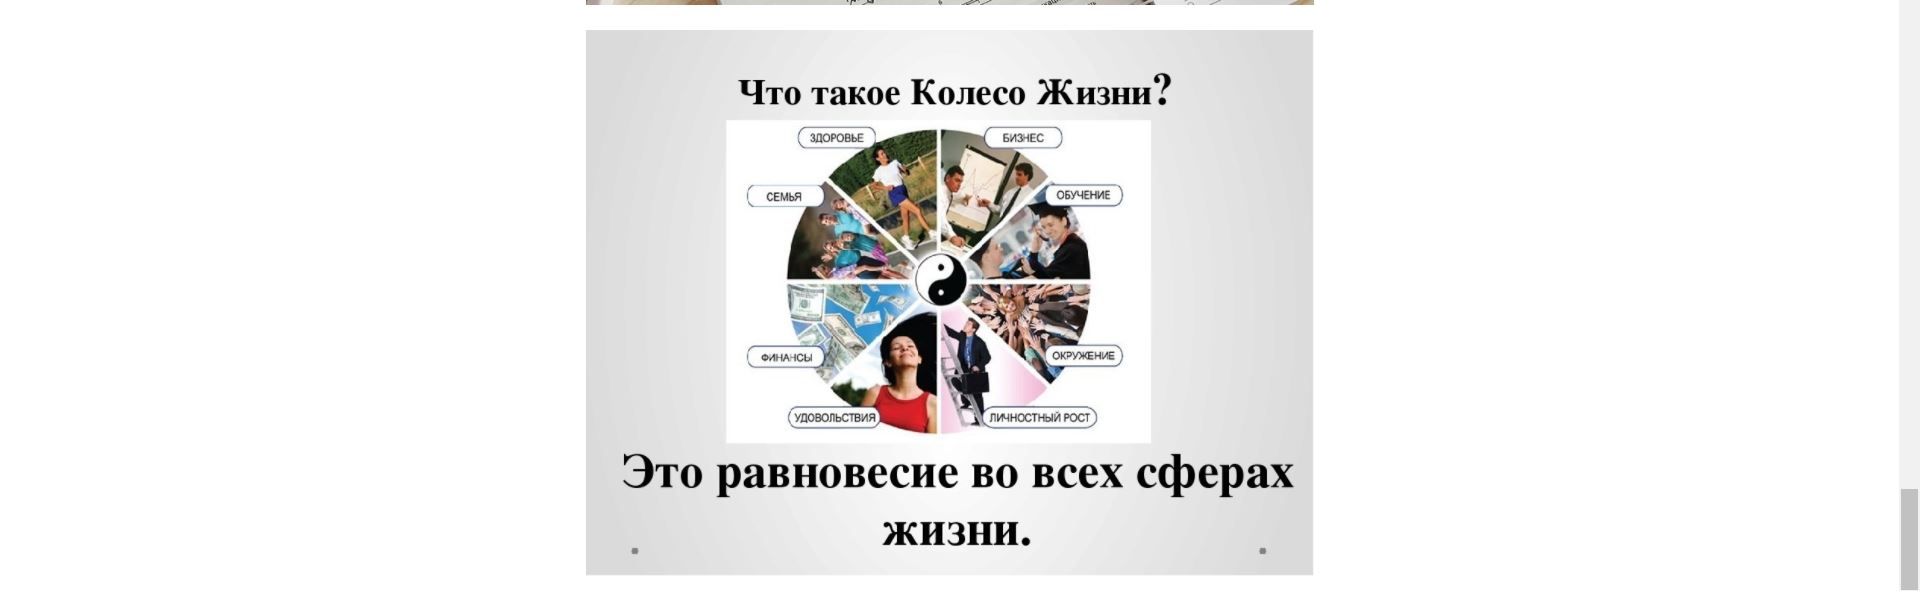 Что такое Колесо Жизни?
ЗДОРОВЬЕ
БИЗНЕС
СЕМЬЯ
ОБУЧЕНИЕ
ФИНАНСЫ
ОКРУЖЕНИЕ
УДОВОЛЬСТВИЯ
ЛИЧНОСТНЫЙ РОСТ
Это равновесие во всех сферах
жизни.